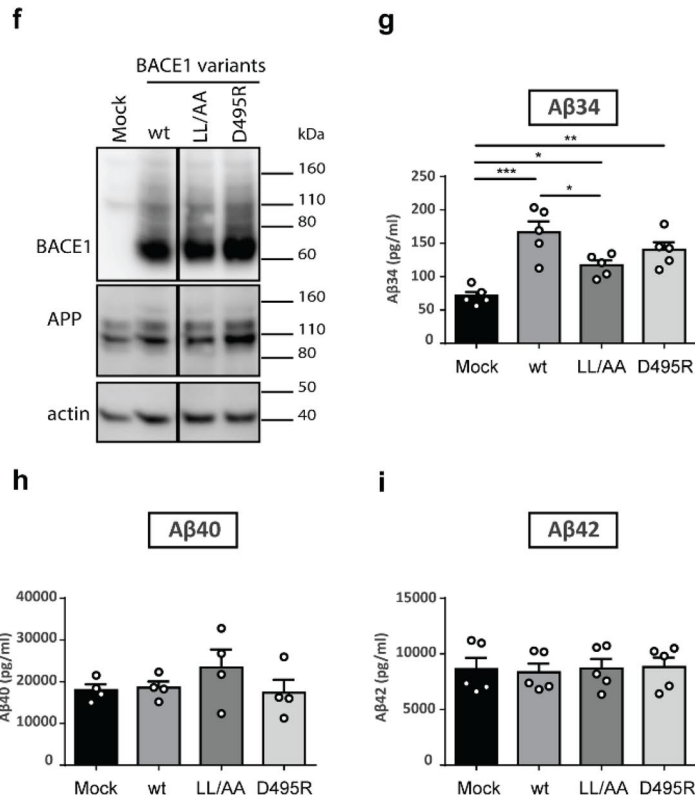 f
BACE1 variants
Mock wt LL/AA D495R kDa
160
110
80
BACE1
60
160
APP
110
80
50
actin
40
g
Aβ34
**
*
***
*
250
200
150
100
50
0
Aβ34 (pg/ml)
Mock wt LL/AA D495R
h
Aβ40
40000
30000
20000
10000
0
Aβ40 (pg/ml)
Mock wt LL/AA D495R
i
Aβ42
15000
10000
5000
0
Aβ42 (pg/ml)
Mock wt LL/AA D495R